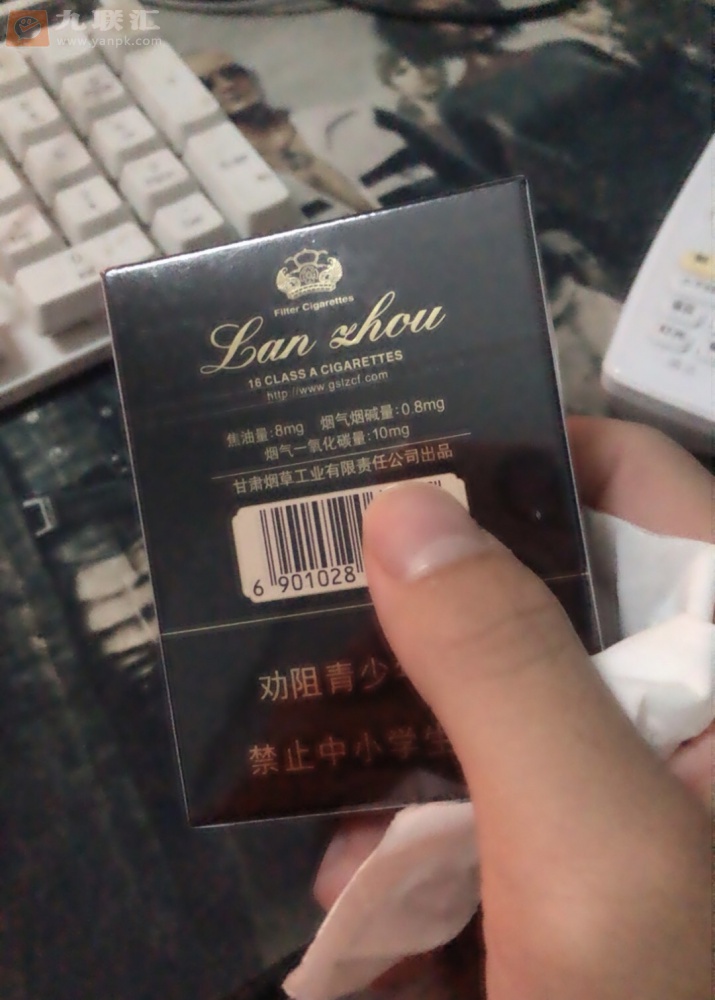 九联汇
www.yanpk.com
Filter Cigarettes
Lan zhou
16 CLASS A CIGARETTES
http://www.gslzcf.com
焦油量:8mg 烟气烟碱量:0.8mg
烟气一氧化碳量:10mg
甘肃烟草工业有限责任公司出品
6 901028
劝阻青少
禁止中小学生